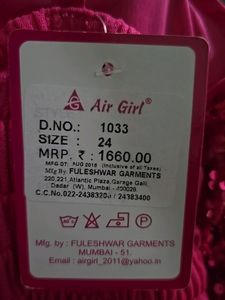 Air Girl®
D.NO.: 1033
SIZE : 24
MRP. ₹ : 1660.00
MFG DT: AUG 2015 (Inclusive of all Taxes)
Mfg By: FULESHWAR GARMENTS
220,221,Atlantic Plaza,Garage Gali,
Dadar (W), Mumbai - 400028.
C.C.No.022-24383200 / 24383400
Mfg. by : FULESHWAR GARMENTS
MUMBAI - 51.
Email : airgirl_2011@yahoo.in